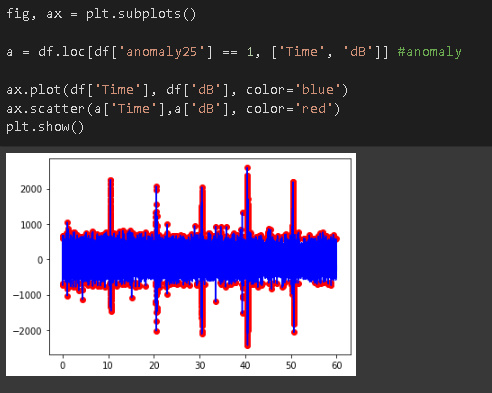 fig, ax = plt.subplots()
a = df.loc[df['anomaly25'] == 1, ['Time', 'dB']] #anomaly
ax.plot(df['Time'], df['dB'], color='blue')
ax.scatter(a['Time'],a['dB'], color='red')
plt.show()
2000
1000
0
−1000
−2000
0 10 20 30 40 50 60